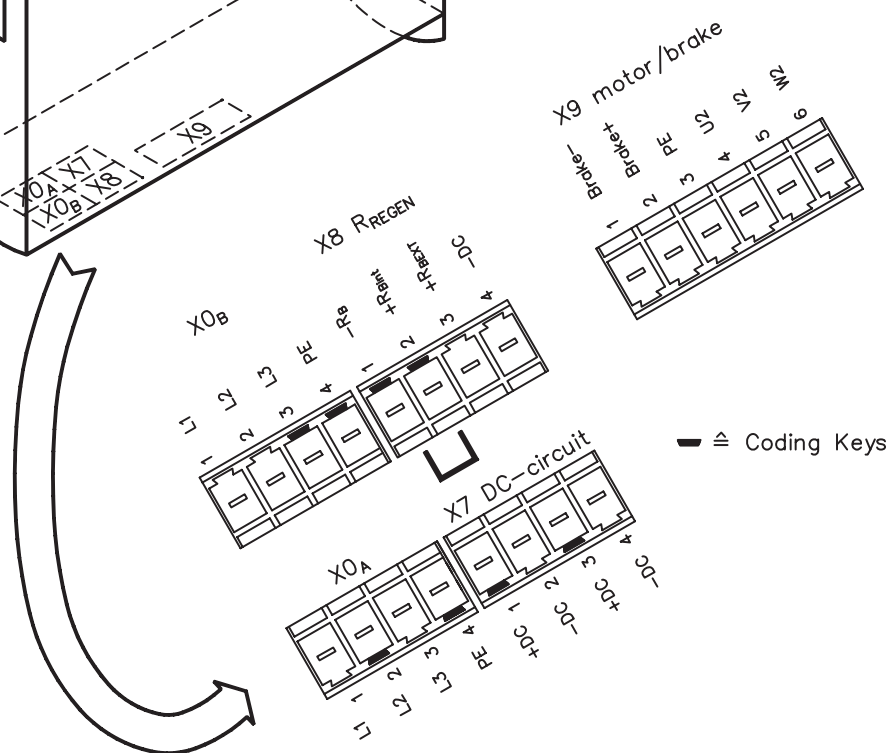 X9 motor/brake
Brake− Brake+ PE U2 V2 W2
1 2 3 4 5 6
X0A X7
X0B X8
X9
X8 RREGEN
−RB +RBint +RBEXT −DC
1 2 3 4
X0B
L1 L2 L3 PE
1 2 3 4
≙ Coding Keys
X7 DC−circuit
1 2 3 4
+DC −DC +DC −DC
X0A
1 2 3 4
L1 L2 L3 PE